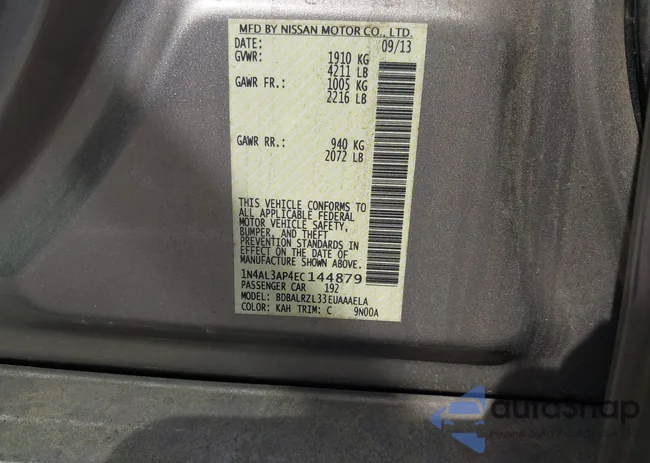 MFD BY NISSAN MOTOR CO., LTD.
DATE: 09/13
GVWR: 1910 KG
4211 LB
GAWR FR.: 1005 KG
2216 LB
GAWR RR.: 940 KG
2072 LB
THIS VEHICLE CONFORMS TO
ALL APPLICABLE FEDERAL
MOTOR VEHICLE SAFETY,
BUMPER, AND THEFT
PREVENTION STANDARDS IN
EFFECT ON THE DATE OF
MANUFACTURE SHOWN ABOVE.
1N4AL3AP4EC144879
PASSENGER CAR 192
MODEL: BDBALRZL33EUAAAELA
COLOR: KAH TRIM: C 9N00A
autoSnap